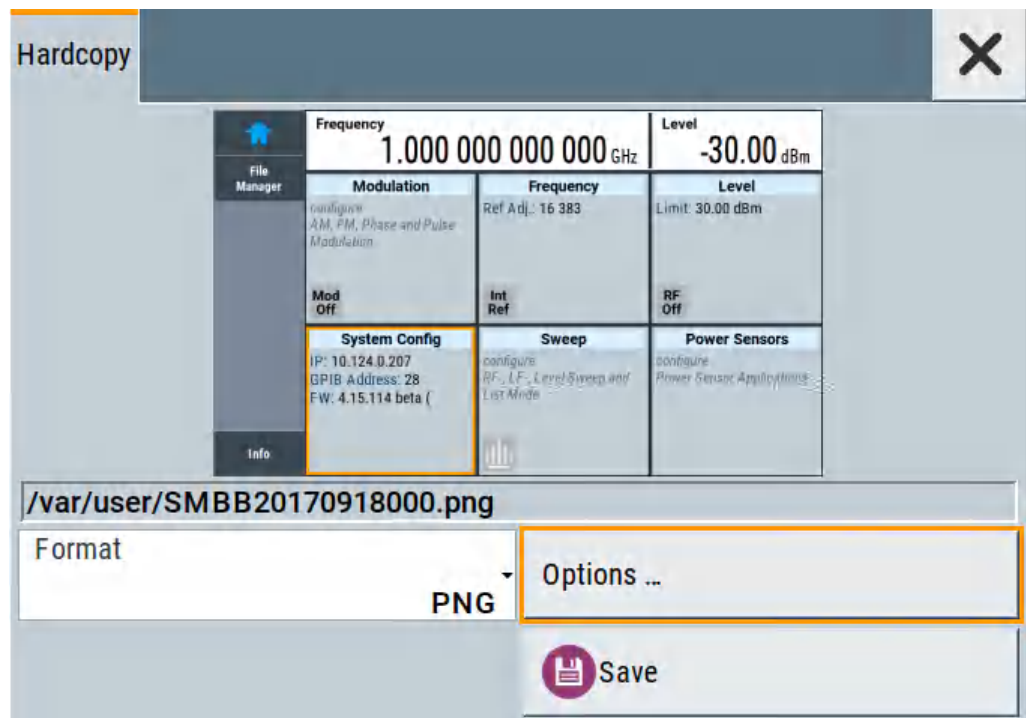 Hardcopy
File
Manager
Info
Frequency
1.000 000 000 000 GHz
Level
-30.00 dBm
Modulation
configure
AM, FM, Phase and Pulse
Modulation
Mod
Off
Frequency
Ref Adj.: 16 383
Int
Ref
Level
Limit: 30.00 dBm
RF
Off
System Config
IP: 10.124.0.207
GPIB Address: 28
FW: 4.15.114 beta (
Sweep
configure
RF-, LF-, Level Sweep and
List Mode
Power Sensors
configure
Power Sensor Applications
/var/user/SMBB20170918000.png
Format
PNG
Options ...
Save